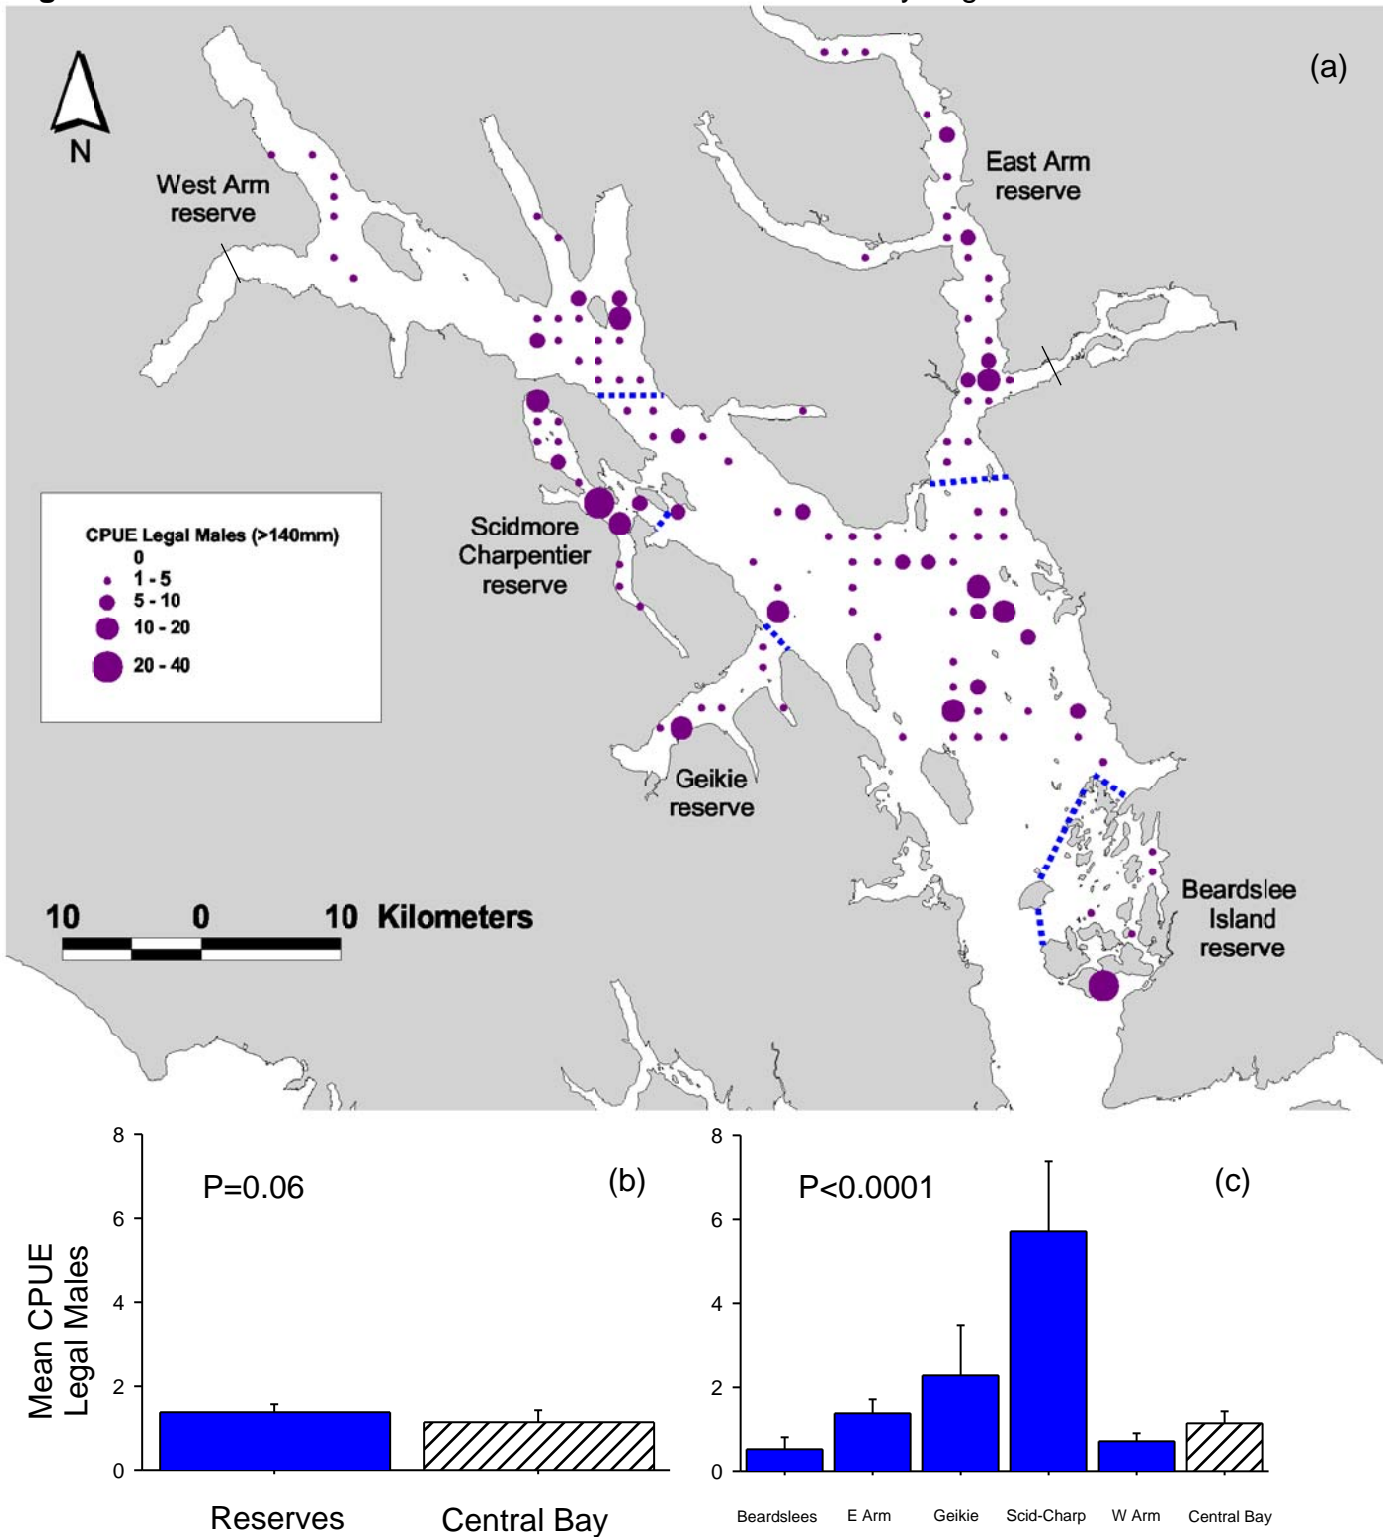 (a)
N
West Arm
reserve
East Arm
reserve
Scidmore
Charpentier
reserve
CPUE Legal Males (>140mm)
0
1 - 5
5 - 10
10 - 20
20 - 40
Geikie
reserve
Beardslee
Island
reserve
10 0 10 Kilometers
Mean CPUE
Legal Males
8
6
4
2
0
P=0.06
(b)
Reserves Central Bay
8
6
4
2
0
P<0.0001
(c)
Beardslees E Arm Geikie Scid-Charp W Arm Central Bay